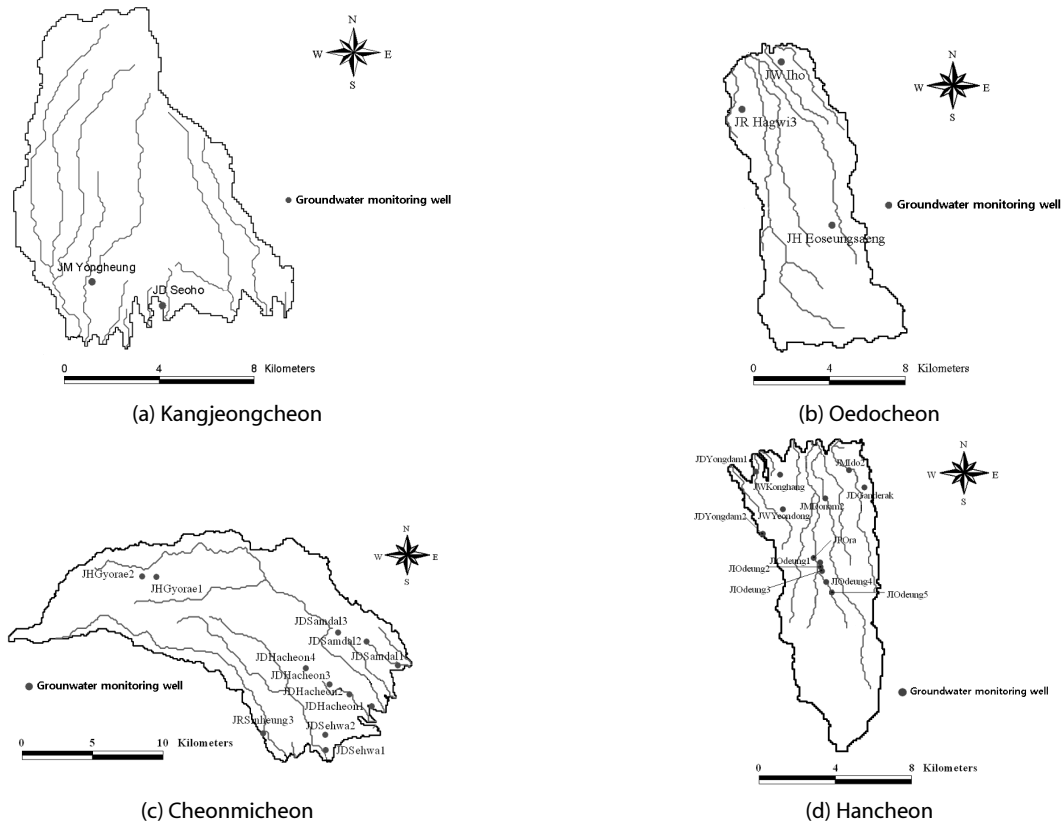 N
W E
S
JM Yongheung
JD Seoho
Groundwater monitoring well
0 4 8 Kilometers
(a) Kangjeongcheon
N
W E
S
JW Iho
JR Hagwi3
JH Eoseungsaeng
Groundwater monitoring well
0 4 8 Kilometers
(b) Oedocheon
N
W E
S
JHGyorae2
JHGyorae1
JDSamdal3
JDSamdal2
JDSamdal1
JDHacheon4
JDHacheon3
JDHacheon2
JDHacheon1
JRSinheung3
JDSehwa2
JDSehwa1
Grounwater monitoring well
0 5 10 Kilometers
(c) Cheonmicheon
N
W E
S
JDYongdam1
JWKonghang
JMIdo2
JDGanderak
JMDonam2
JWYeondong
JDYongdam2
JROra
JIOdeung1
JIOdeung2
JIOdeung3
JIOdeung4
JIOdeung5
Groundwater monitoring well
0 4 8 Kilometers
(d) Hancheon